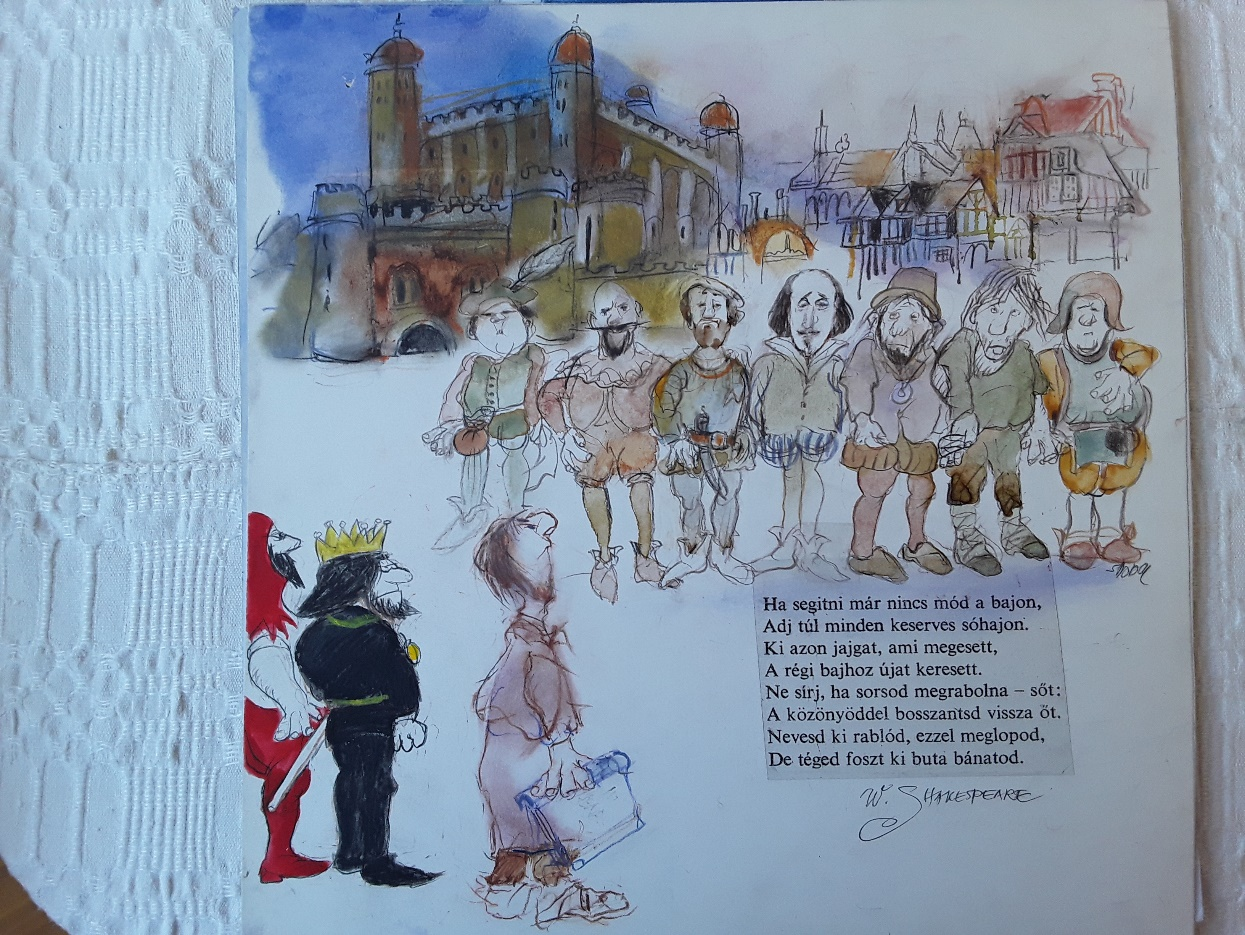 Ha segitni már nincs mód a bajon,
Adj túl minden keserves sóhajon.
Ki azon jajgat, ami megesett,
A régi bajhoz újat keresett.
Ne sírj, ha sorsod megrabolna – sőt:
A közönyöddel bosszantsd vissza őt.
Nevesd ki rablód, ezzel meglopod,
De téged foszt ki buta bánatod.
W. SHAKESPEARE